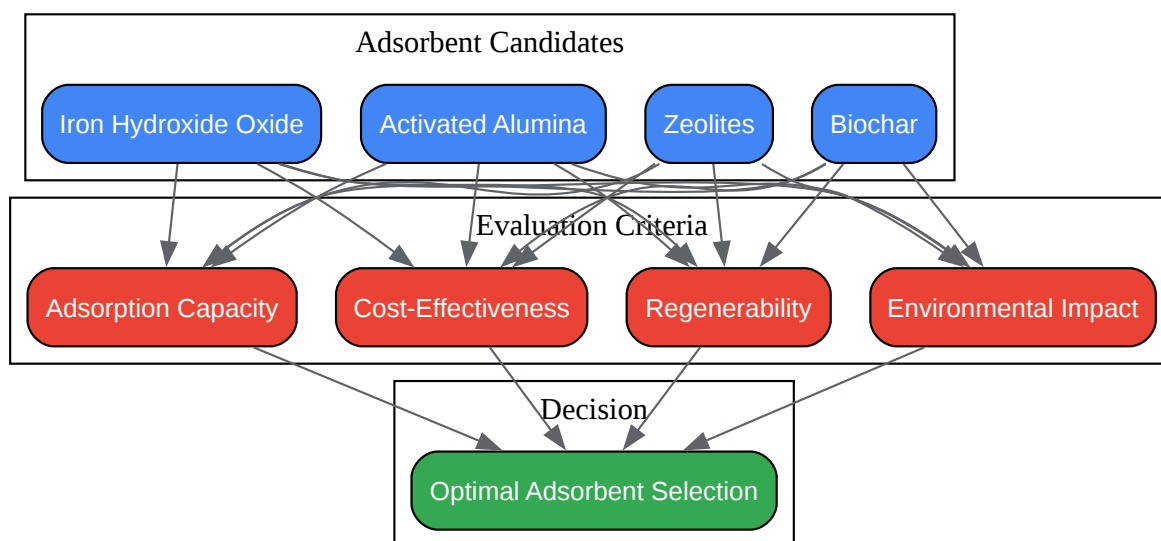 Adsorbent Candidates
Iron Hydroxide Oxide
Activated Alumina
Zeolites
Biochar
Evaluation Criteria
Adsorption Capacity
Cost-Effectiveness
Regenerability
Environmental Impact
Decision
Optimal Adsorbent Selection